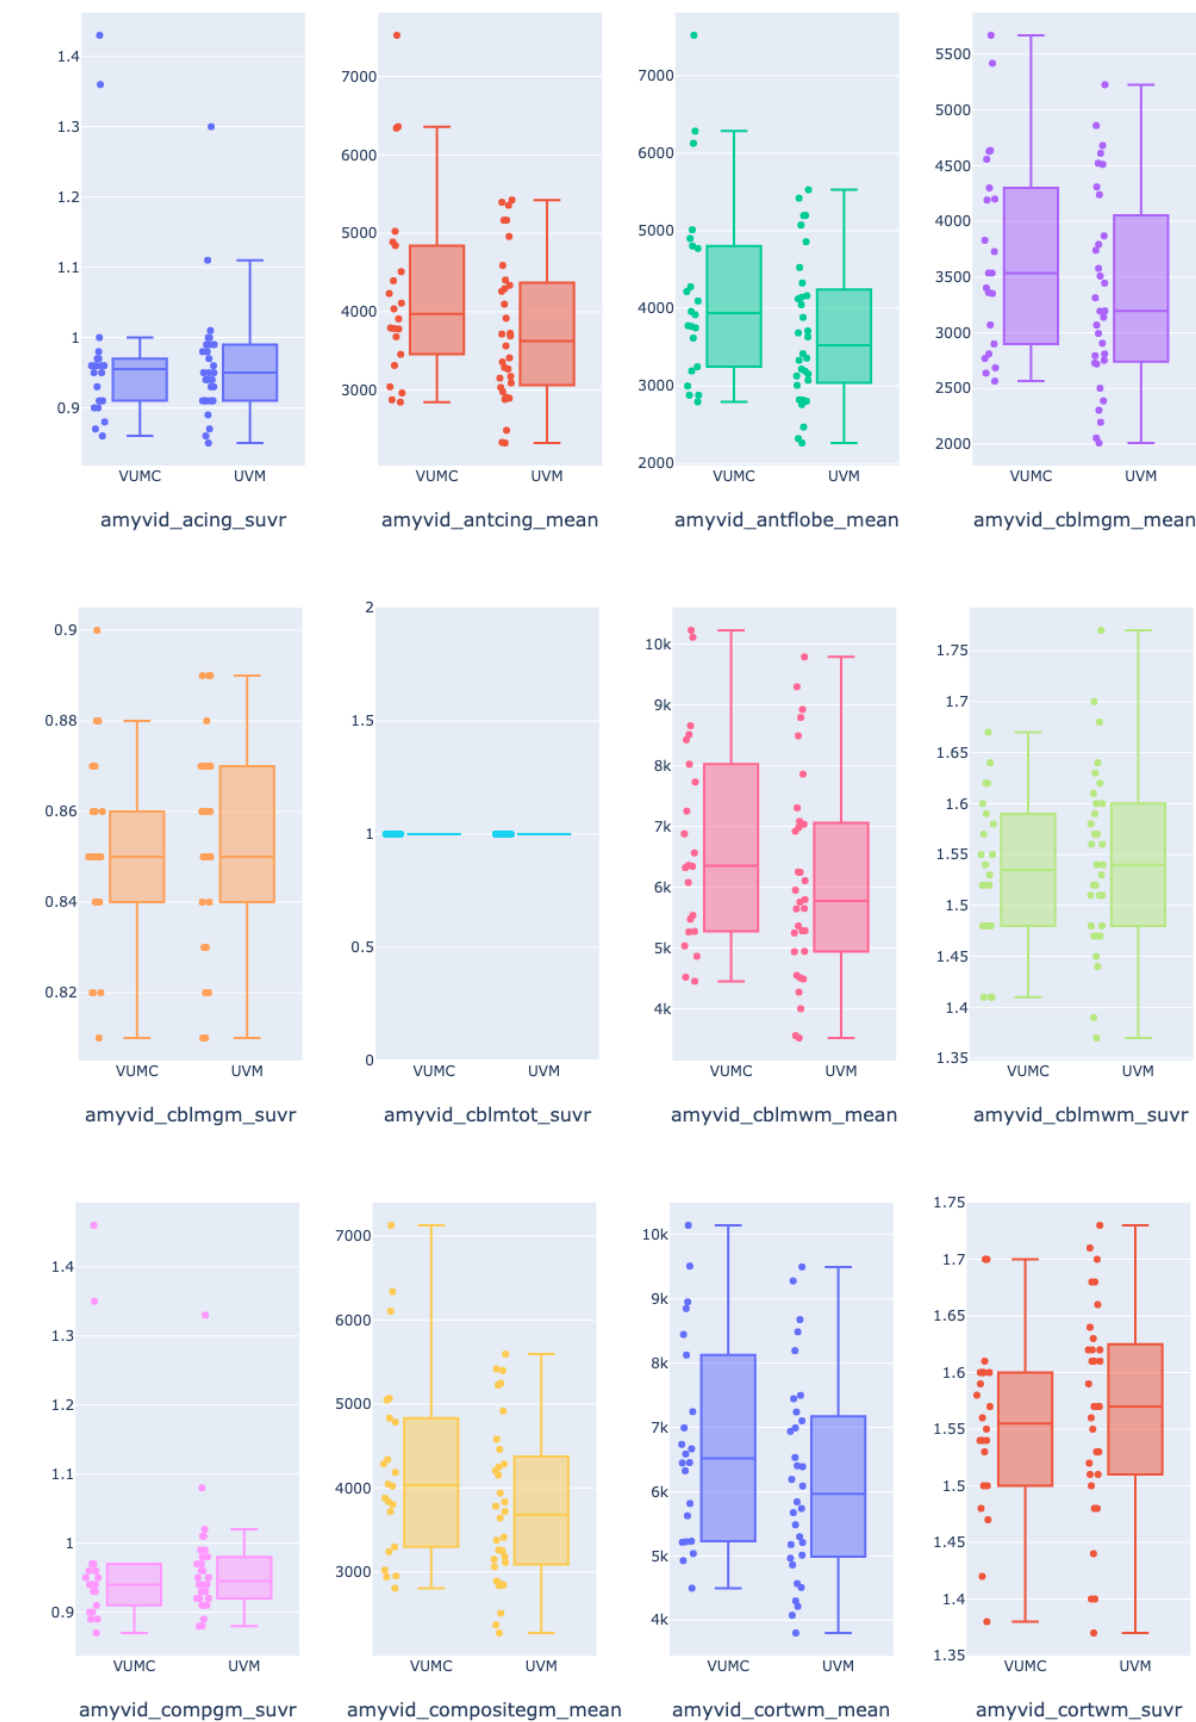 1.4
1.3
1.2
1.1
1
0.9
VUMC UVM
amyvid_acing_suvr
7000
6000
5000
4000
3000
VUMC UVM
amyvid_antcing_mean
7000
6000
5000
4000
3000
2000
VUMC UVM
amyvid_antflobe_mean
5500
5000
4500
4000
3500
3000
2500
2000
VUMC UVM
amyvid_cblmgm_mean
0.9
0.88
0.86
0.84
0.82
VUMC UVM
amyvid_cblmgm_suvr
2
1.5
1
0.5
0
VUMC UVM
amyvid_cblmtot_suvr
10k
9k
8k
7k
6k
5k
4k
VUMC UVM
amyvid_cblmwm_mean
1.75
1.7
1.65
1.6
1.55
1.5
1.45
1.4
1.35
VUMC UVM
amyvid_cblmwm_suvr
1.4
1.3
1.2
1.1
1
0.9
VUMC UVM
amyvid_compgm_suvr
7000
6000
5000
4000
3000
VUMC UVM
amyvid_compositegm_mean
10k
9k
8k
7k
6k
5k
4k
VUMC UVM
amyvid_cortwm_mean
1.75
1.7
1.65
1.6
1.55
1.5
1.45
1.4
1.35
VUMC UVM
amyvid_cortwm_suvr